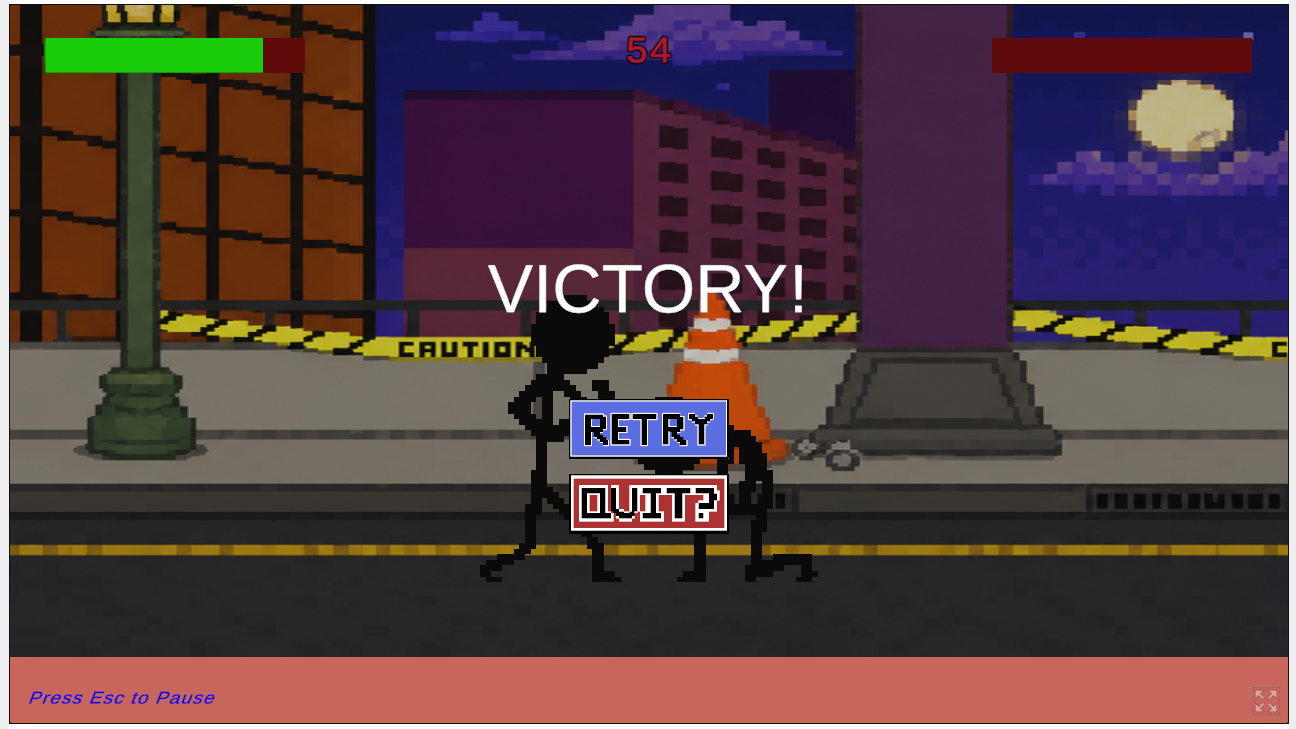 54
VICTORY!
CAUTION
RETRY
QUIT?
Press Esc to Pause